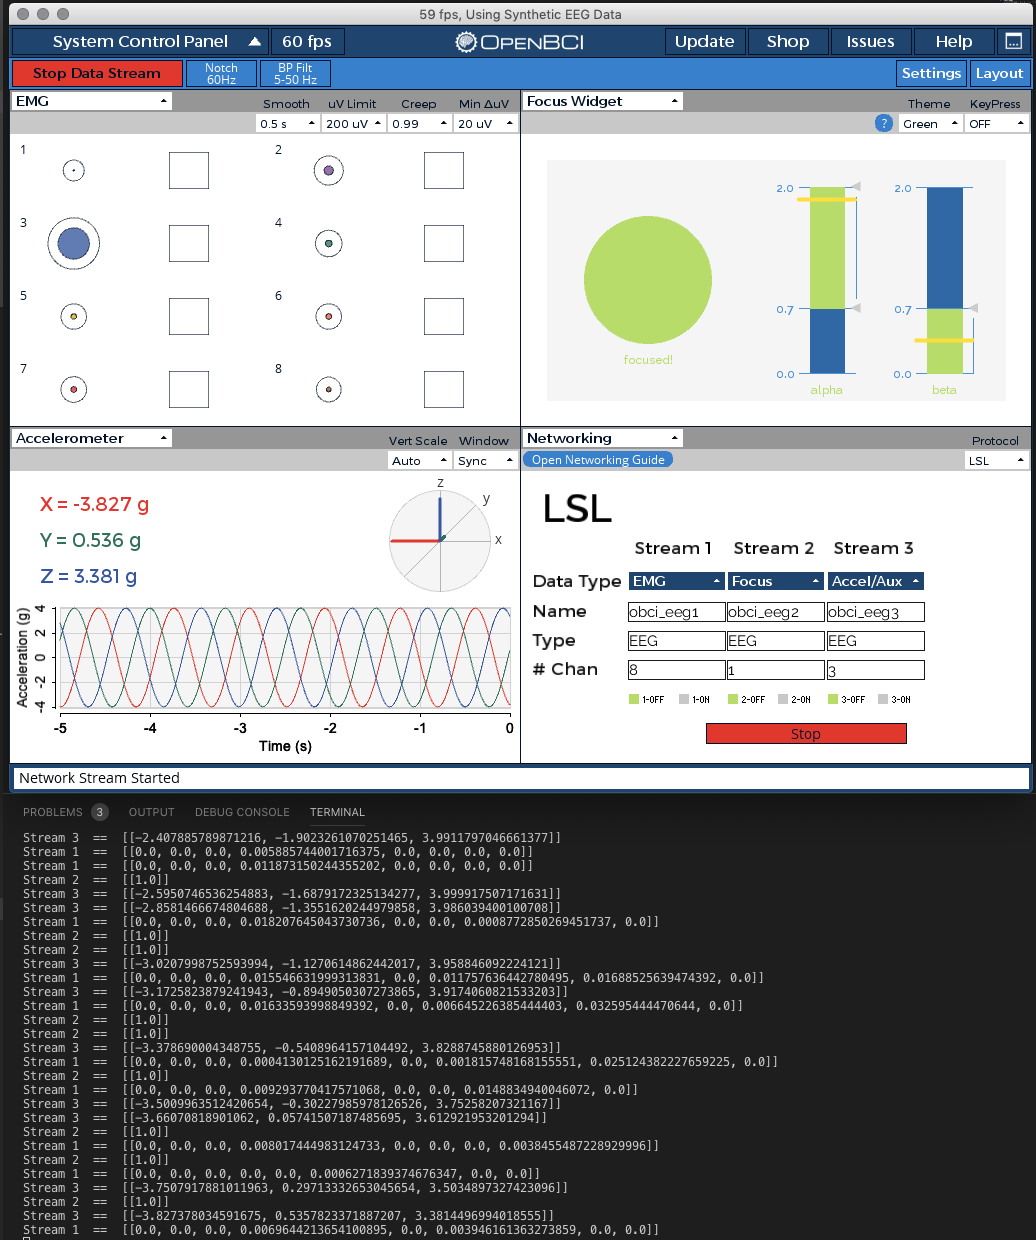 59 fps, Using Synthetic EEG Data
System Control Panel
60 fps
OPENBCI
Update
Shop
Issues
Help
Stop Data Stream
Notch
60Hz
BP Filt
5-50 Hz
Settings
Layout
EMG
Smooth
uV Limit
Creep
Min ΔuV
0.5 s
200 uV
0.99
20 uV
1
2
3
4
5
6
7
8
Focus Widget
Theme
KeyPress
?
Green
OFF
2.0
0.7
0.0
2.0
0.7
0.0
focused!
alpha
beta
Accelerometer
Vert Scale
Window
Auto
Sync
X = -3.827 g
Y = 0.536 g
Z = 3.381 g
z
y
x
Acceleration (g)
4
2
0
-2
-4
-5
-4
-3
-2
-1
0
Time (s)
Networking
Protocol
Open Networking Guide
LSL
LSL
Stream 1
Stream 2
Stream 3
Data Type
EMG
Focus
Accel/Aux
Name
obci_eeg1
obci_eeg2
obci_eeg3
Type
EEG
EEG
EEG
# Chan
8
1
3
1-OFF
1-ON
2-OFF
2-ON
3-OFF
3-ON
Stop
Network Stream Started
PROBLEMS 3 OUTPUT DEBUG CONSOLE TERMINAL
Stream 3 == [[-2.407885789871216, -1.9023261070251465, 3.9911797046661377]]
Stream 1 == [[0.0, 0.0, 0.0, 0.005885744001716375, 0.0, 0.0, 0.0, 0.0]]
Stream 1 == [[0.0, 0.0, 0.0, 0.011873150244355202, 0.0, 0.0, 0.0, 0.0]]
Stream 2 == [[1.0]]
Stream 3 == [[-2.5950746536254883, -1.6879172325134277, 3.999917507171631]]
Stream 3 == [[-2.8581466674804688, -1.3551620244979858, 3.986039400100708]]
Stream 1 == [[0.0, 0.0, 0.0, 0.018207645043730736, 0.0, 0.0, 0.0008772850269451737, 0.0]]
Stream 2 == [[1.0]]
Stream 2 == [[1.0]]
Stream 3 == [[-3.0207998752593994, -1.1270614862442017, 3.958846092224121]]
Stream 1 == [[0.0, 0.0, 0.0, 0.015546631999313831, 0.0, 0.011757636442780495, 0.01688525639474392, 0.0]]
Stream 3 == [[-3.1725823879241943, -0.8949050307273865, 3.9174060821533203]]
Stream 1 == [[0.0, 0.0, 0.0, 0.01633593998849392, 0.0, 0.006645226385444403, 0.032595444470644, 0.0]]
Stream 2 == [[1.0]]
Stream 2 == [[1.0]]
Stream 3 == [[-3.378690004348755, -0.5408964157104492, 3.8288745880126953]]
Stream 1 == [[0.0, 0.0, 0.0, 0.0004130125162191689, 0.0, 0.001815748168155551, 0.025124382227659225, 0.0]]
Stream 2 == [[1.0]]
Stream 1 == [[0.0, 0.0, 0.0, 0.009293770417571068, 0.0, 0.0, 0.0148834940046072, 0.0]]
Stream 3 == [[-3.5009963512420654, -0.30227985978126526, 3.75258207321167]]
Stream 3 == [[-3.66070818901062, 0.05741507187485695, 3.612921953201294]]
Stream 2 == [[1.0]]
Stream 1 == [[0.0, 0.0, 0.0, 0.008017444983124733, 0.0, 0.0, 0.0, 0.0038455487228929996]]
Stream 2 == [[1.0]]
Stream 1 == [[0.0, 0.0, 0.0, 0.0, 0.0, 0.0006271839374676347, 0.0, 0.0]]
Stream 3 == [[-3.7507917881011963, 0.29713332653045654, 3.5034897327423096]]
Stream 2 == [[1.0]]
Stream 3 == [[-3.827378034591675, 0.5357823371887207, 3.3814496994018555]]
Stream 1 == [[0.0, 0.0, 0.0, 0.0069644213654100895, 0.0, 0.003946161363273859, 0.0, 0.0]]